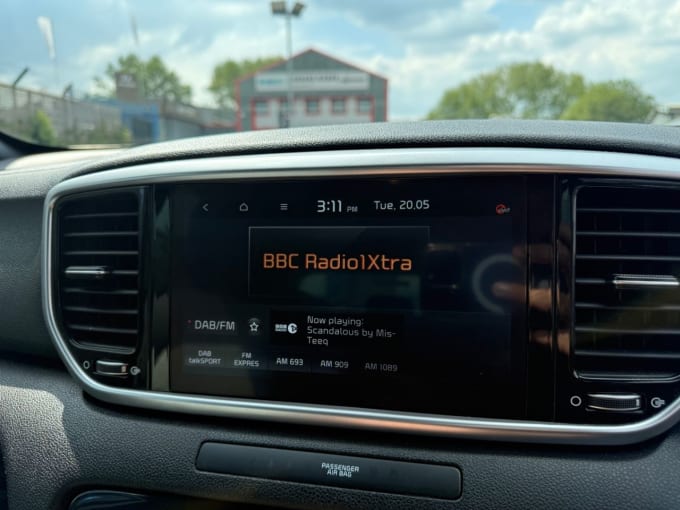 3:11 PM Tue, 20.05
BBC Radio1Xtra
DAB/FM
Now playing:
Scandalous by Mis-
Teeq
DAB
talkSPORT
FM
EXPRES
AM 693
AM 909
AM 1089
PASSENGER
AIR BAG